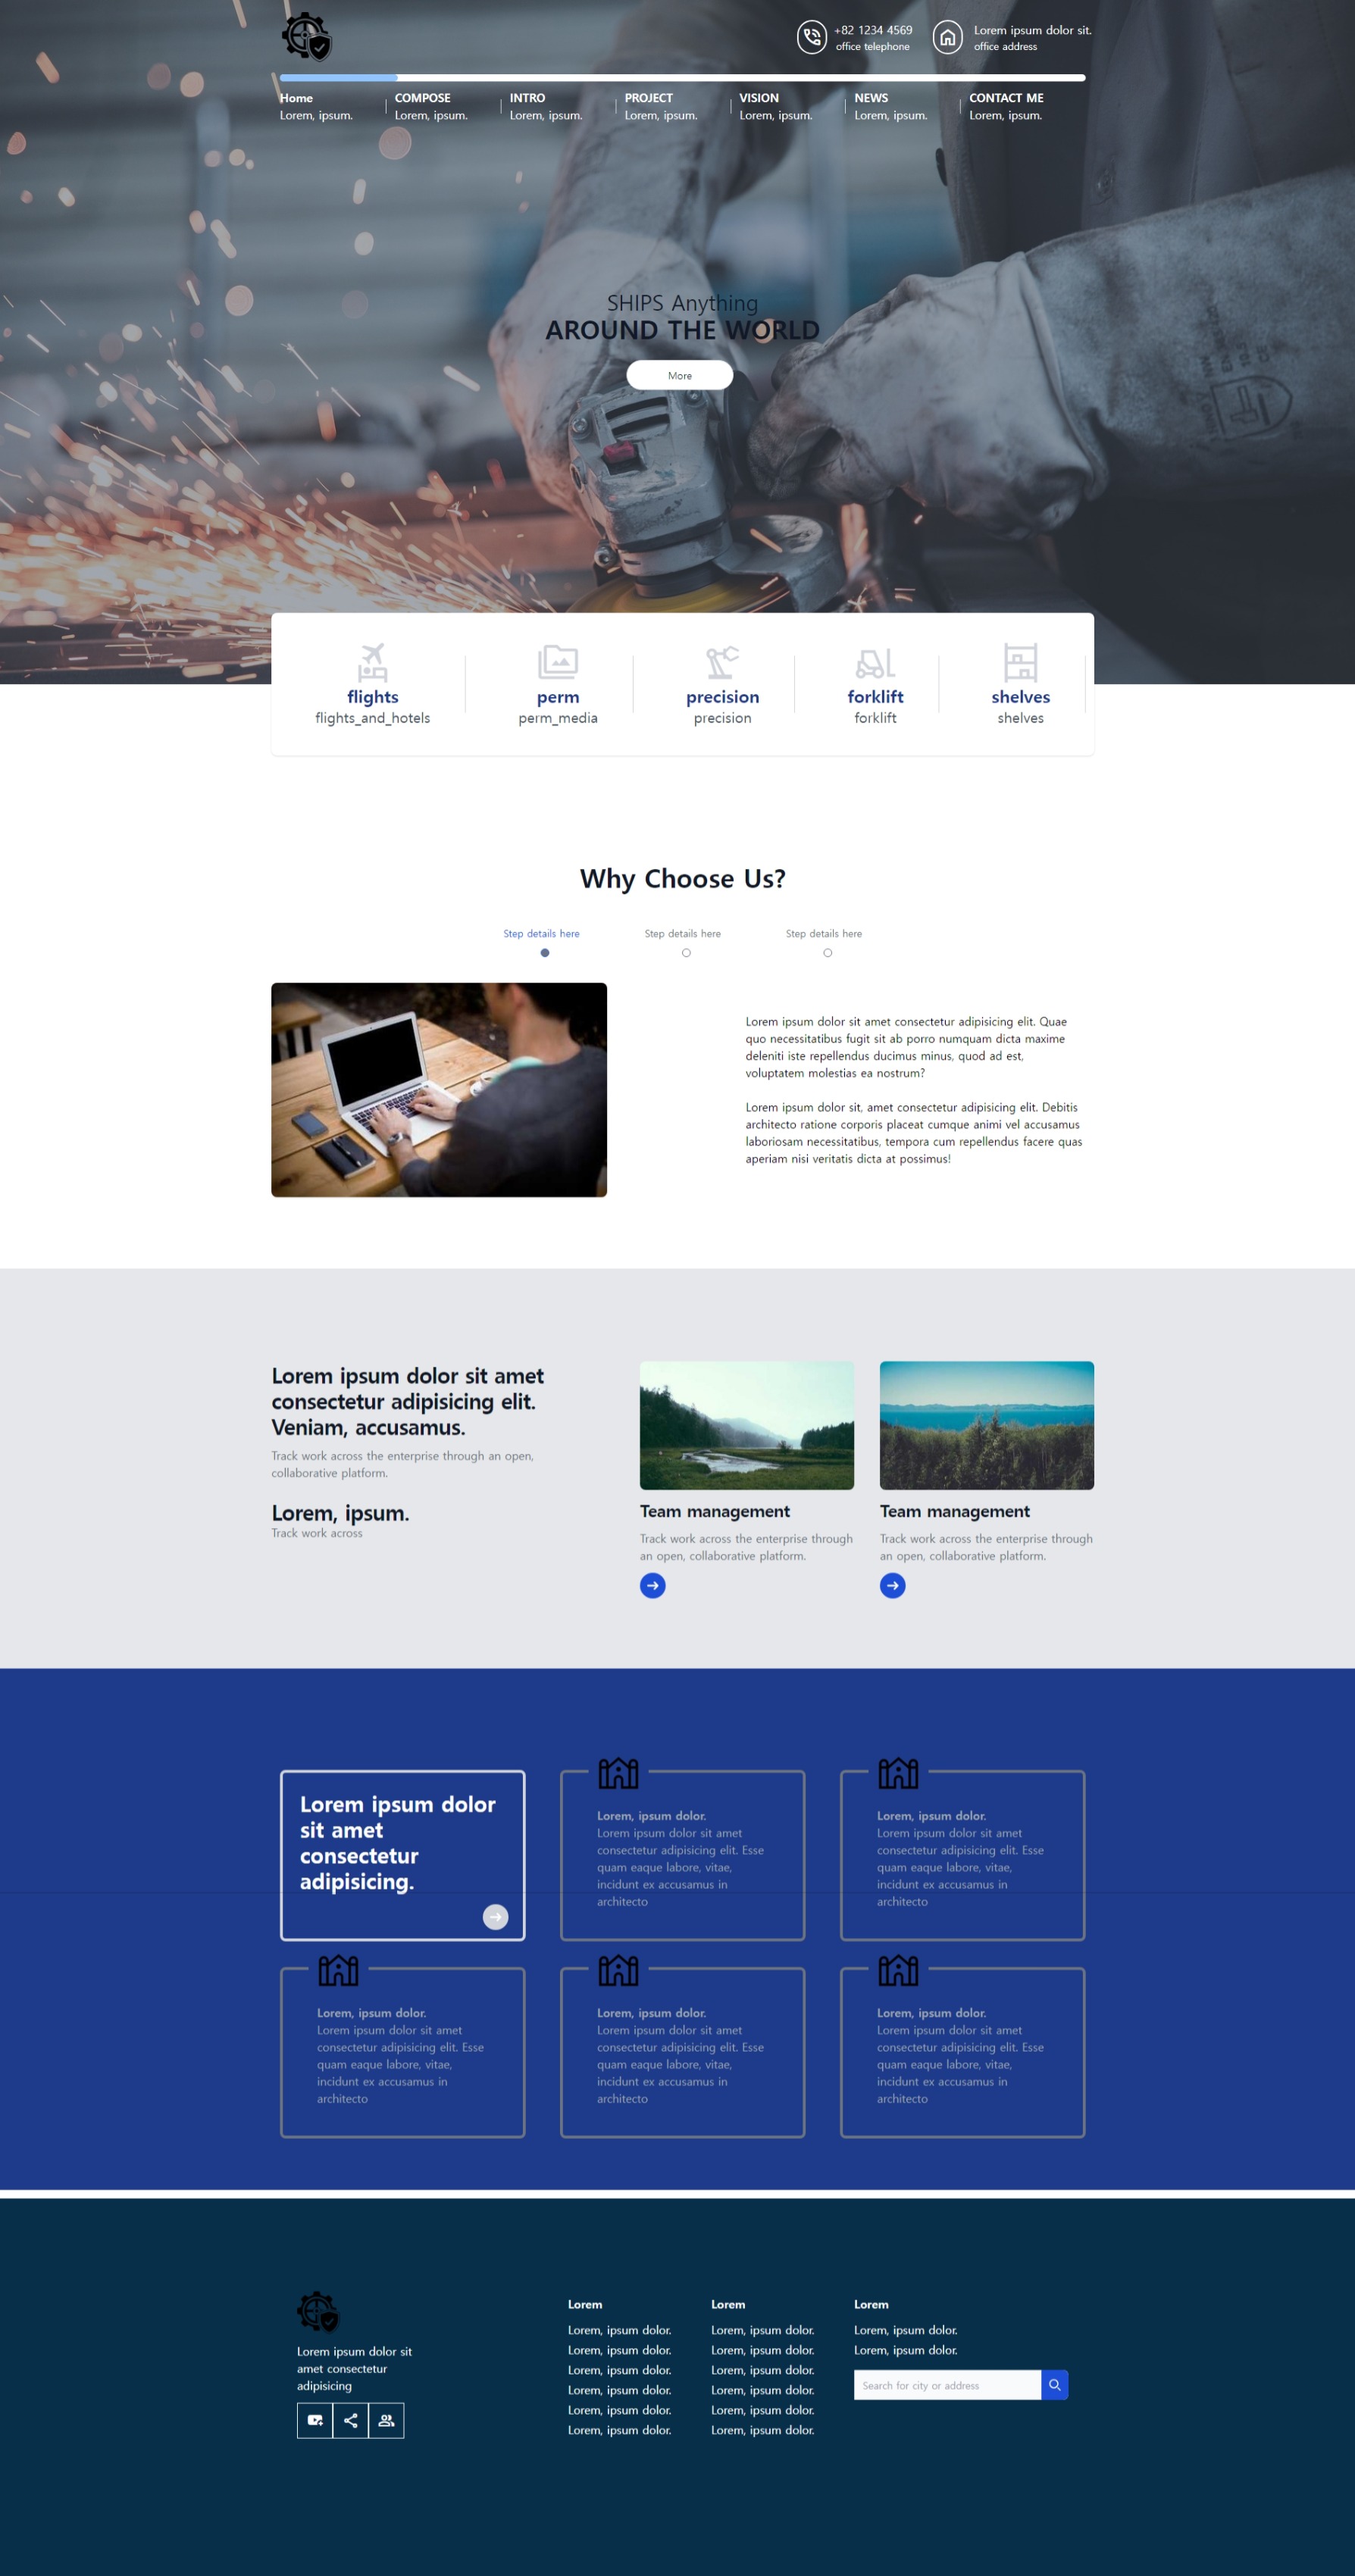 +82 1234 4569
office telephone
Lorem ipsum dolor sit.
office address
Home
Lorem, ipsum.
COMPOSE
Lorem, ipsum.
INTRO
Lorem, ipsum.
PROJECT
Lorem, ipsum.
VISION
Lorem, ipsum.
NEWS
Lorem, ipsum.
CONTACT ME
Lorem, ipsum.
SHIPS Anything
AROUND THE WORLD
More
flights
flights_and_hotels
perm
perm_media
precision
precision
forklift
forklift
shelves
shelves
Why Choose Us?
Step details here
Step details here
Step details here
Lorem ipsum dolor sit amet consectetur adipisicing elit. Quae
quo necessitatibus fugit sit ab porro numquam dicta maxime
deleniti iste repellendus ducimus minus, quod ad est,
voluptatem molestias ea nostrum?
Lorem ipsum dolor sit, amet consectetur adipisicing elit. Debitis
architecto ratione corporis placeat cumque animi vel accusamus
laboriosam necessitatibus, tempora cum repellendus facere quas
aperiam nisi veritatis dicta at possimus!
Lorem ipsum dolor sit amet
consectetur adipisicing elit.
Veniam, accusamus.
Track work across the enterprise through an open,
collaborative platform.
Lorem, ipsum.
Track work across
Team management
Track work across the enterprise through
an open, collaborative platform.
Team management
Track work across the enterprise through
an open, collaborative platform.
Lorem ipsum dolor
sit amet
consectetur
adipisicing.
Lorem, ipsum dolor.
Lorem ipsum dolor sit amet
consectetur adipisicing elit. Esse
quam eaque labore, vitae,
incidunt ex accusamus in
architecto
Lorem, ipsum dolor.
Lorem ipsum dolor sit amet
consectetur adipisicing elit. Esse
quam eaque labore, vitae,
incidunt ex accusamus in
architecto
Lorem, ipsum dolor.
Lorem ipsum dolor sit amet
consectetur adipisicing elit. Esse
quam eaque labore, vitae,
incidunt ex accusamus in
architecto
Lorem, ipsum dolor.
Lorem ipsum dolor sit amet
consectetur adipisicing elit. Esse
quam eaque labore, vitae,
incidunt ex accusamus in
architecto
Lorem, ipsum dolor.
Lorem ipsum dolor sit amet
consectetur adipisicing elit. Esse
quam eaque labore, vitae,
incidunt ex accusamus in
architecto
Lorem ipsum dolor sit
amet consectetur
adipisicing
Lorem
Lorem, ipsum dolor.
Lorem, ipsum dolor.
Lorem, ipsum dolor.
Lorem, ipsum dolor.
Lorem, ipsum dolor.
Lorem, ipsum dolor.
Lorem
Lorem, ipsum dolor.
Lorem, ipsum dolor.
Lorem, ipsum dolor.
Lorem, ipsum dolor.
Lorem, ipsum dolor.
Lorem, ipsum dolor.
Lorem
Lorem, ipsum dolor.
Lorem, ipsum dolor.
Search for city or address